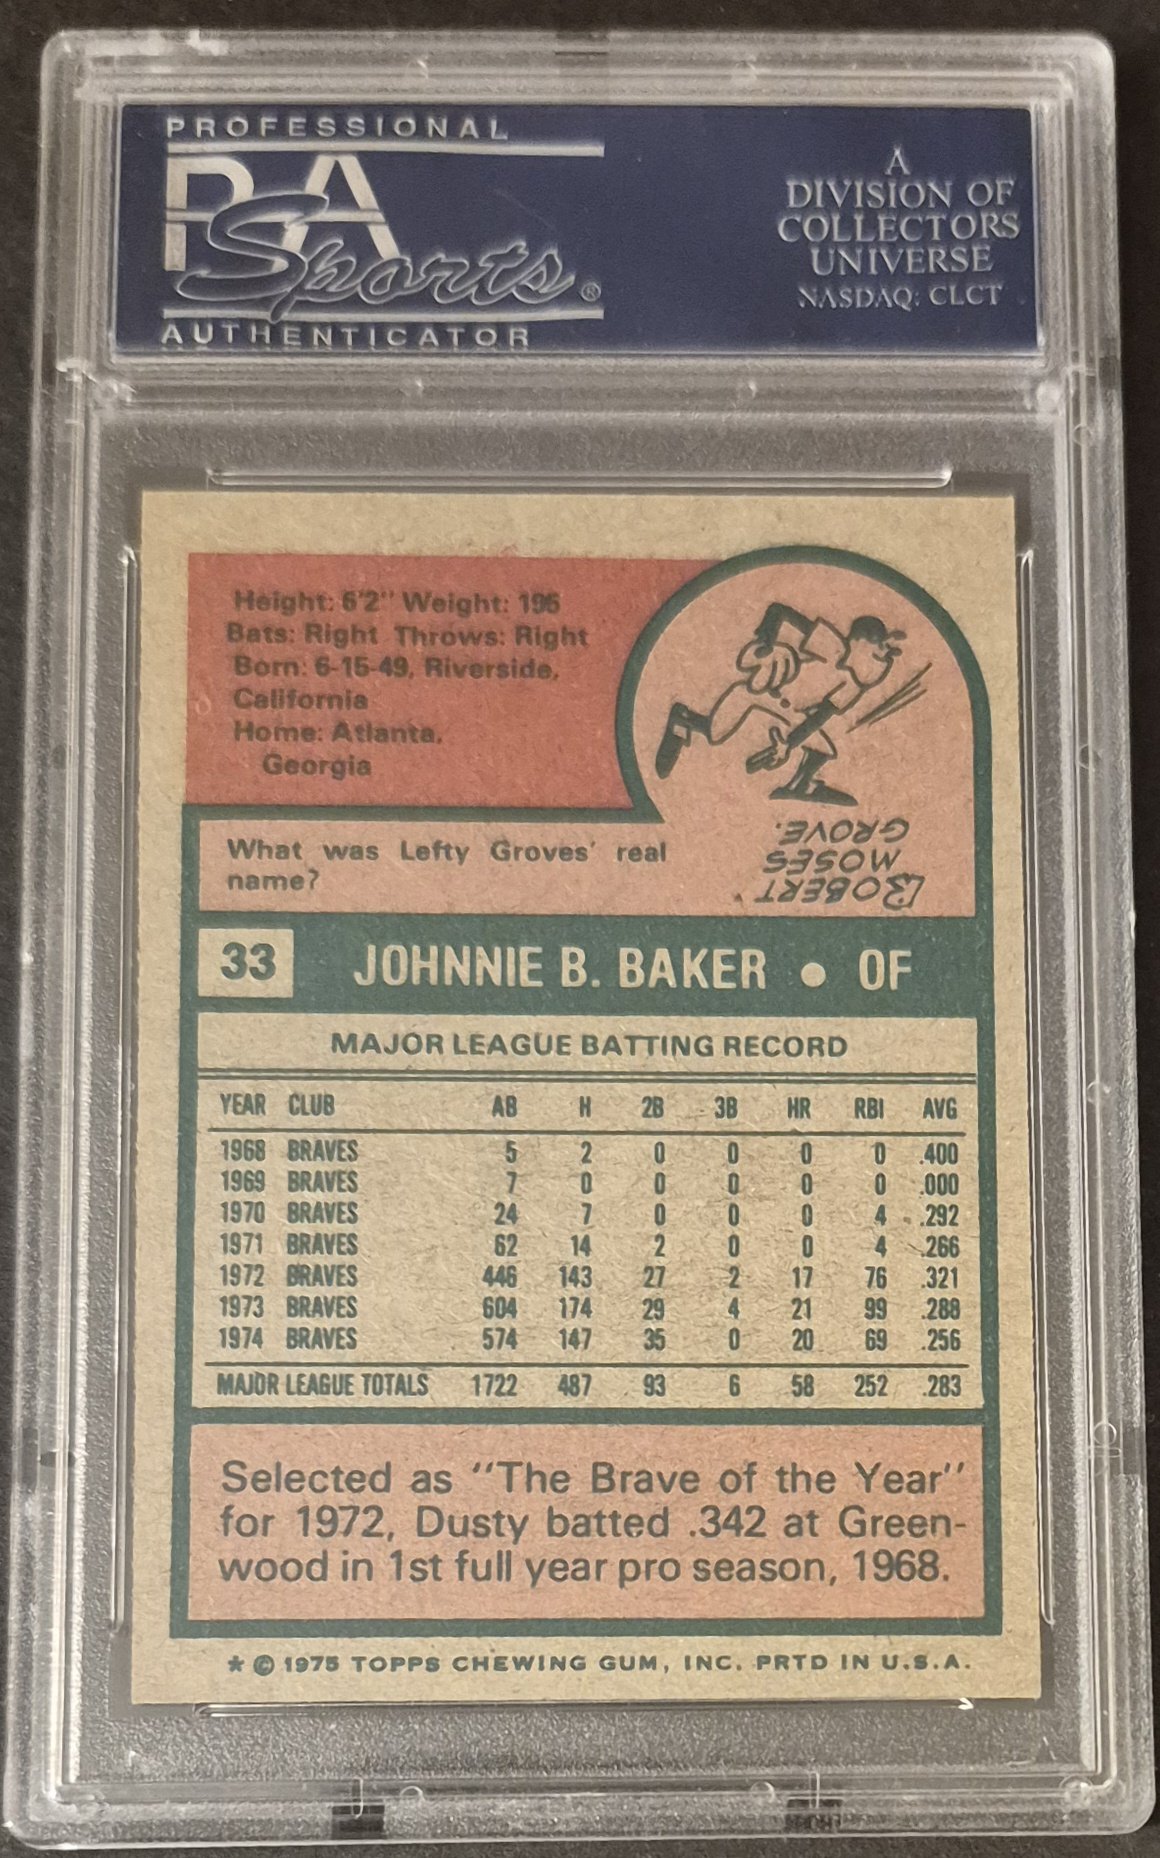 PROFESSIONAL
PSA
Sports®
AUTHENTICATOR
A
DIVISION OF
COLLECTORS
UNIVERSE
NASDAQ: CLCT
Height: 6'2" Weight: 195
Bats: Right Throws: Right
Born: 6-15-49, Riverside,
California
Home: Atlanta,
Georgia
What was Lefty Groves' real
name?
ROBERT
MOSES
GROVE.
33 JOHNNIE B. BAKER • OF
MAJOR LEAGUE BATTING RECORD
YEAR CLUB AB H 2B 3B HR RBI AVG
1968 BRAVES 5 2 0 0 0 0 .400
1969 BRAVES 7 0 0 0 0 0 .000
1970 BRAVES 24 7 0 0 0 4 .292
1971 BRAVES 62 14 2 0 0 4 .266
1972 BRAVES 446 143 27 2 17 76 .321
1973 BRAVES 604 174 29 4 21 99 .288
1974 BRAVES 574 147 35 0 20 69 .256
MAJOR LEAGUE TOTALS 1722 487 93 6 58 252 .283
Selected as "The Brave of the Year"
for 1972, Dusty batted .342 at Green-
wood in 1st full year pro season, 1968.
* © 1975 TOPPS CHEWING GUM, INC. PRTD IN U.S.A.